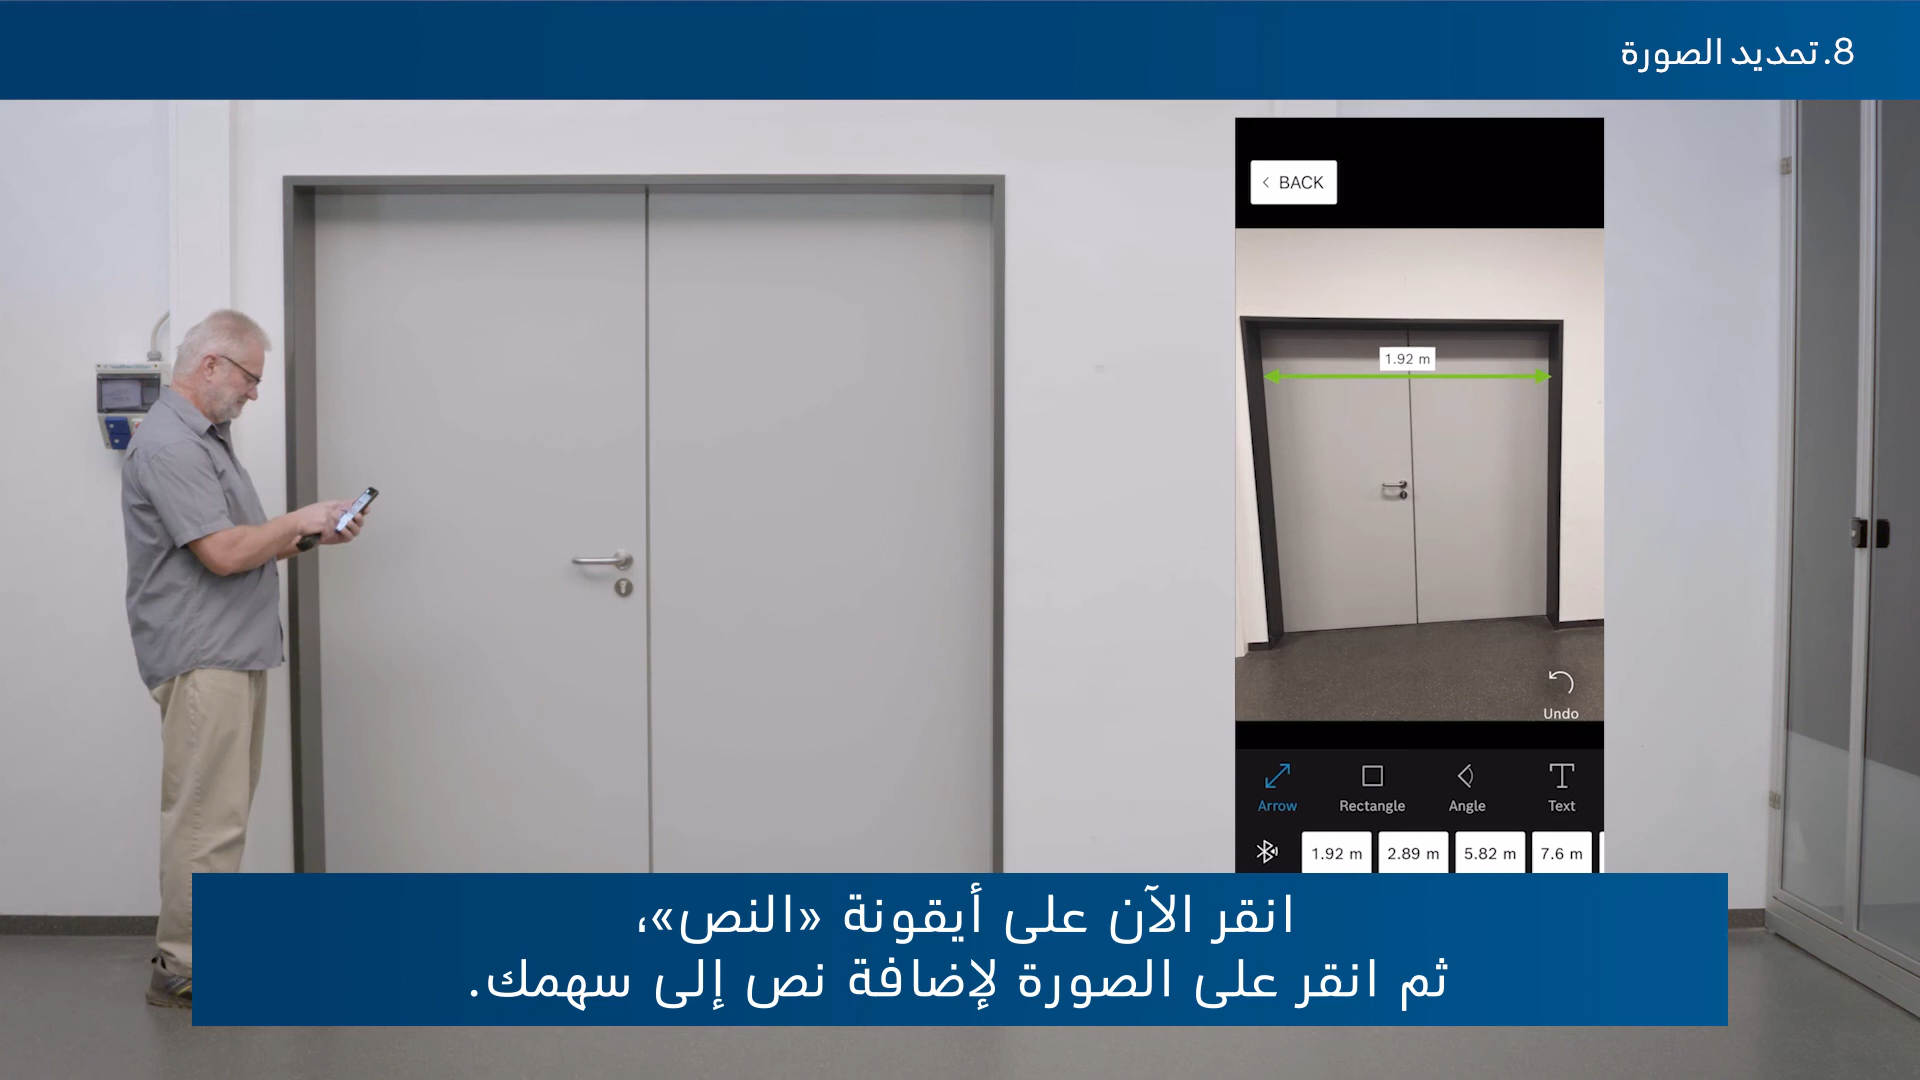 8.تحديد الصورة
BACK
1.92 m
Undo
Arrow
Rectangle
Angle
Text
1.92 m
2.89 m
5.82 m
7.6 m
انقر الآن على أيقونة «النص»،
ثم انقر على الصورة لإضافة نص إلى سهمك.